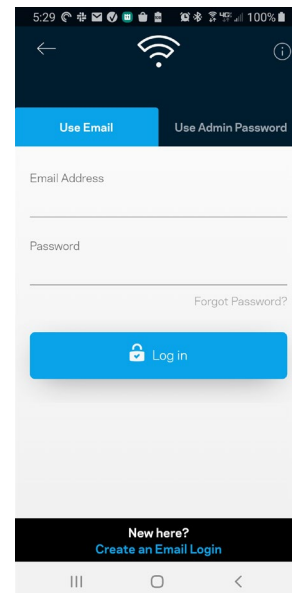 5:29 100%
Use Email Use Admin Password
Email Address
Password
Forgot Password?
Log in
New here?
Create an Email Login